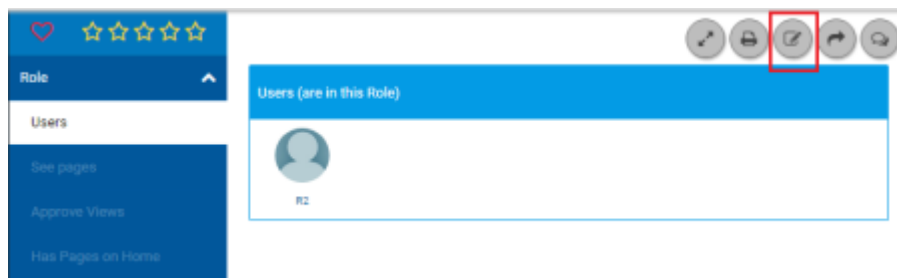 Role
Users (are in this Role)
Users
See pages
R2
Approve Views
Has Pages on Home